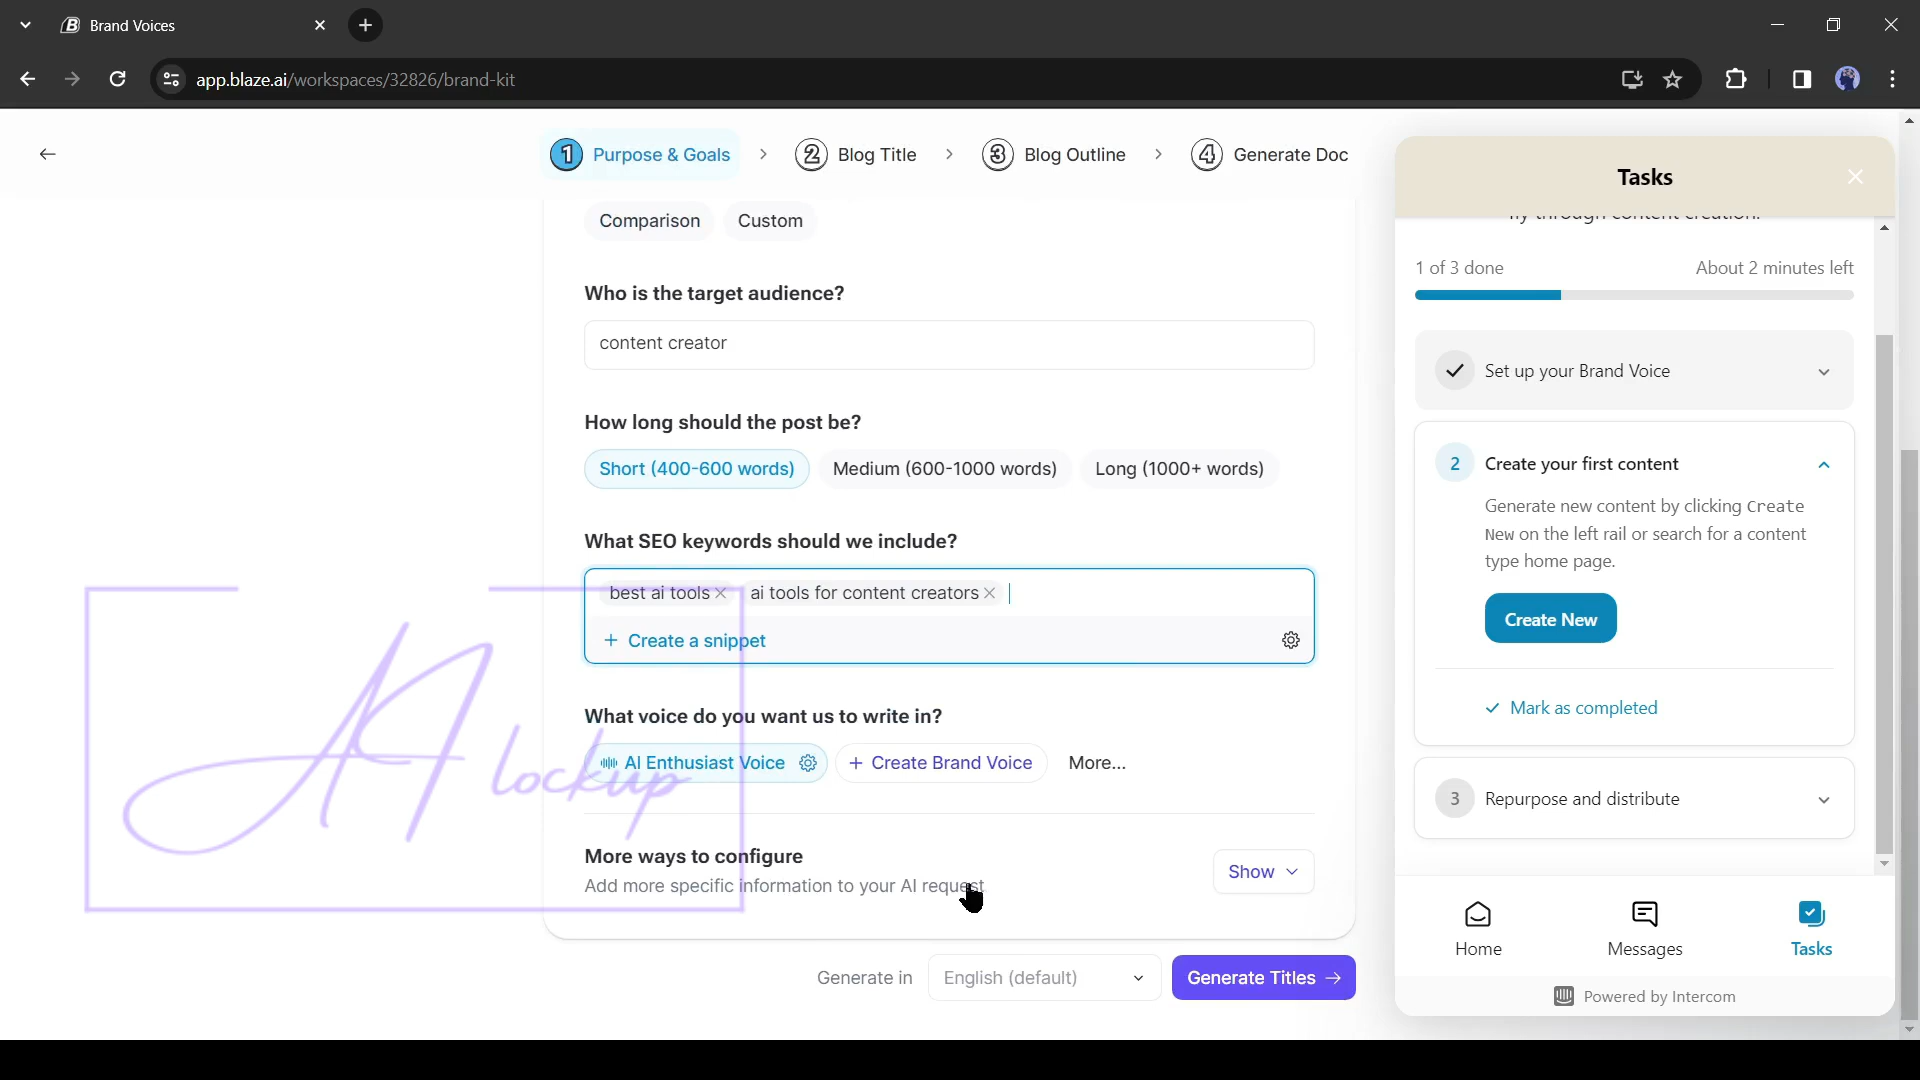 Brand Voices
app.blaze.ai/workspaces/32826/brand-kit
1 Purpose & Goals > 2 Blog Title > 3 Blog Outline > 4 Generate Doc
Comparison Custom
Who is the target audience?
content creator
How long should the post be?
Short (400-600 words) Medium (600-1000 words) Long (1000+ words)
What SEO keywords should we include?
best ai tools × ai tools for content creators ×
+ Create a snippet
What voice do you want us to write in?
AI Enthusiast Voice + Create Brand Voice More...
More ways to configure
Add more specific information to your AI request
Show
Generate in English (default) Generate Titles →
AI lockup
Tasks
fly through content creation.
1 of 3 done About 2 minutes left
Set up your Brand Voice
2 Create your first content
Generate new content by clicking Create
New on the left rail or search for a content
type home page.
Create New
✓ Mark as completed
3 Repurpose and distribute
Home Messages Tasks
Powered by Intercom